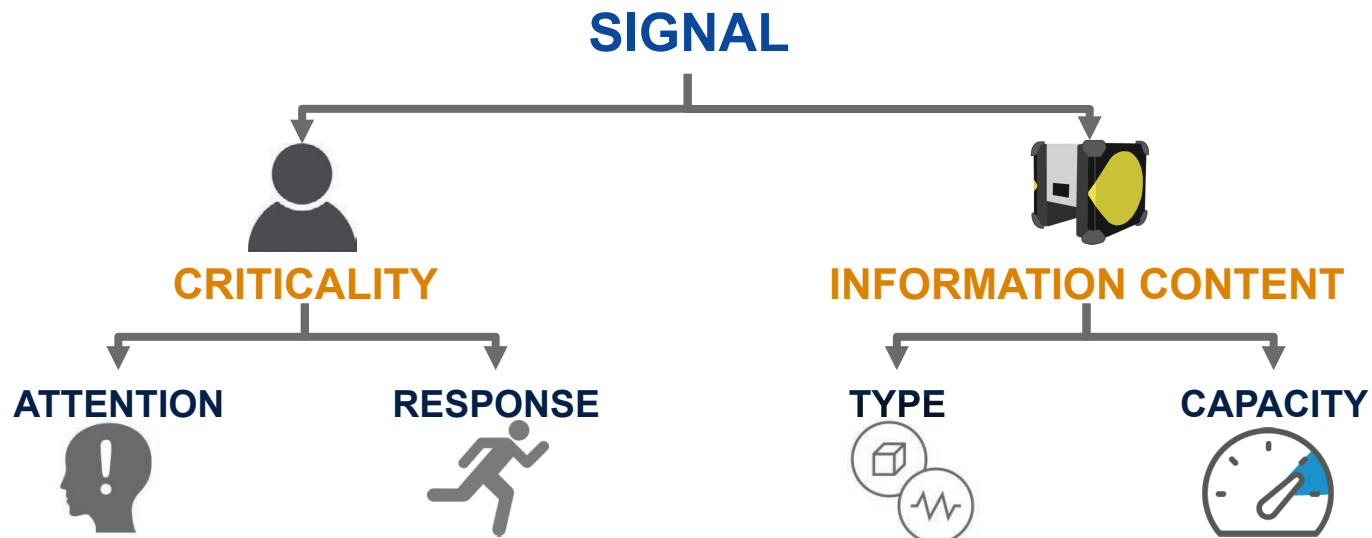 SIGNAL
CRITICALITY
INFORMATION CONTENT
ATTENTION
RESPONSE
TYPE
CAPACITY